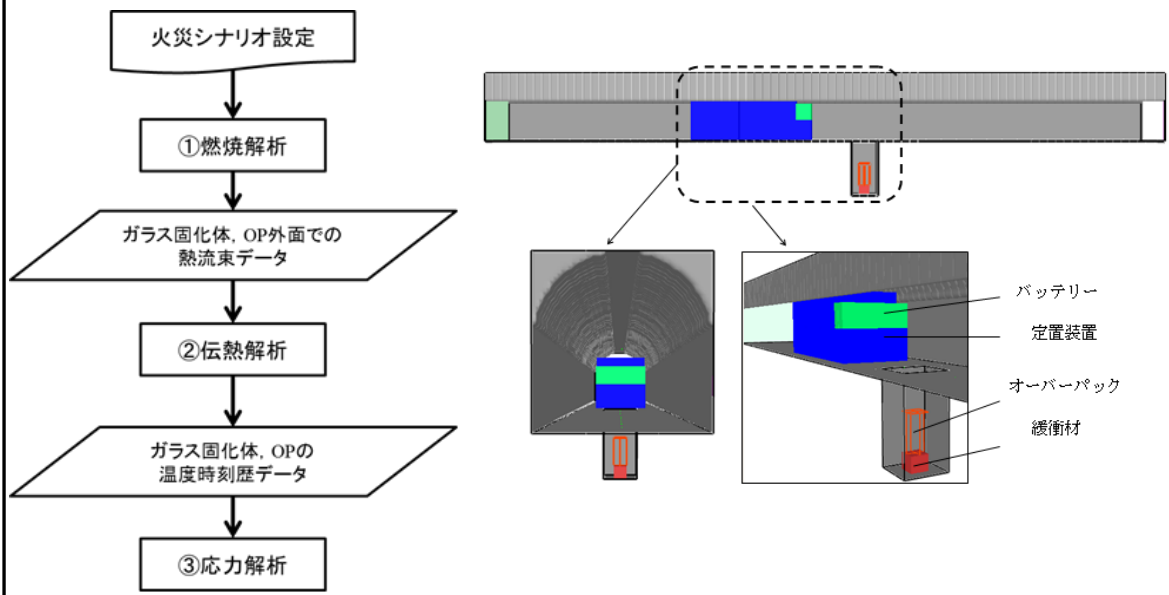 火災シナリオ設定
①燃焼解析
ガラス固化体, OP外面での
熱流束データ
②伝熱解析
ガラス固化体, OPの
温度時刻歴データ
③応力解析
バッテリー
定置装置
オーバーパック
緩衝材